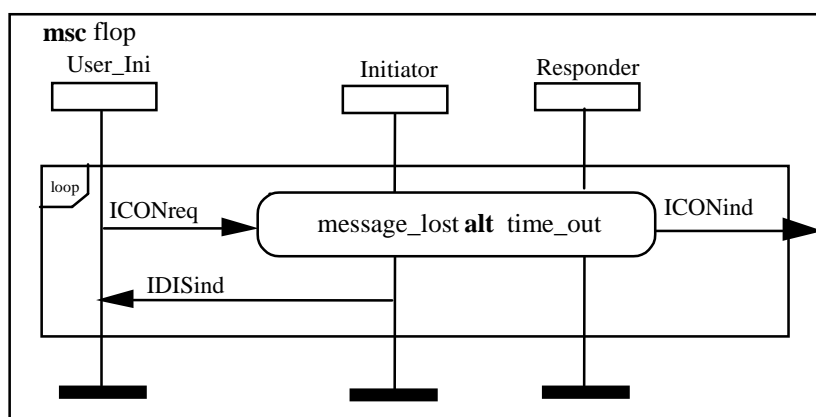 msc flop
User_Ini
Initiator
Responder
loop
ICONreq
message_lost alt time_out
ICONind
IDISind